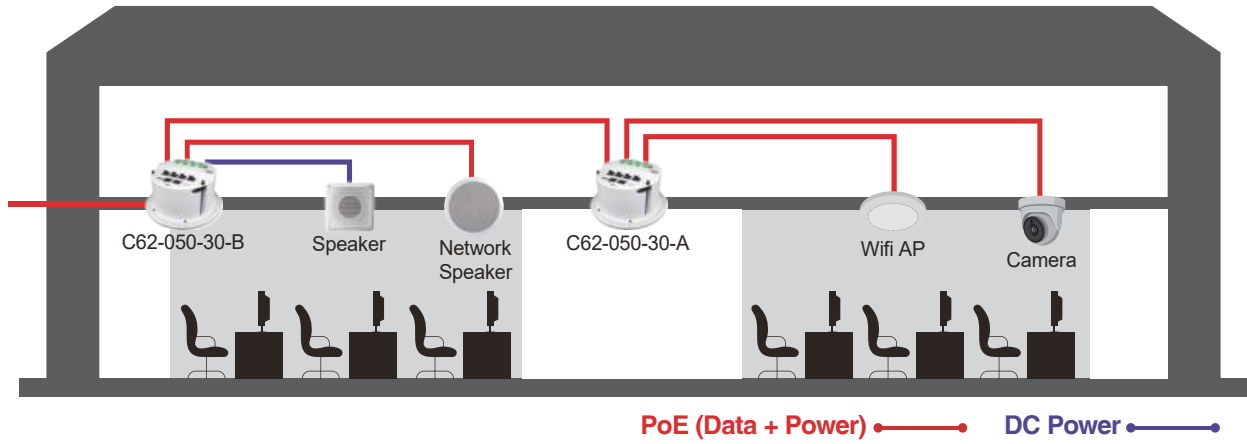 C62-050-30-B
Speaker
Network
Speaker
C62-050-30-A
Wifi AP
Camera
PoE (Data + Power)
DC Power